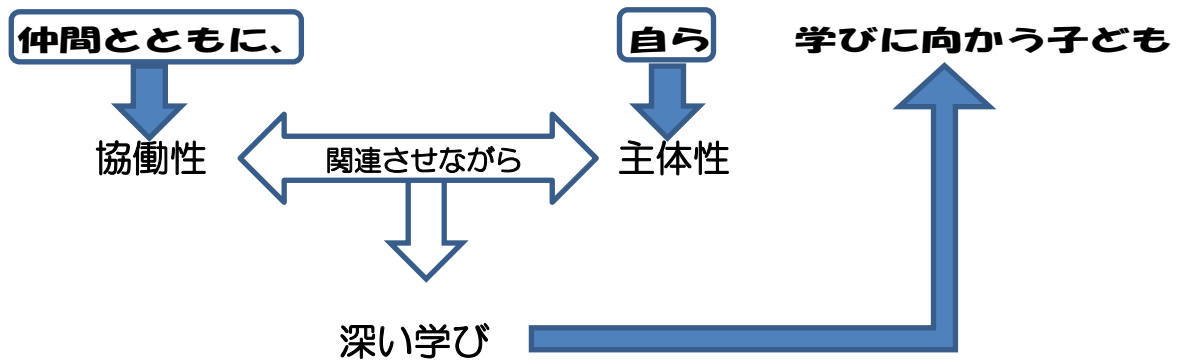 仲間とともに、 自ら 学びに向かう子ども
協働性 関連させながら 主体性
深い学び